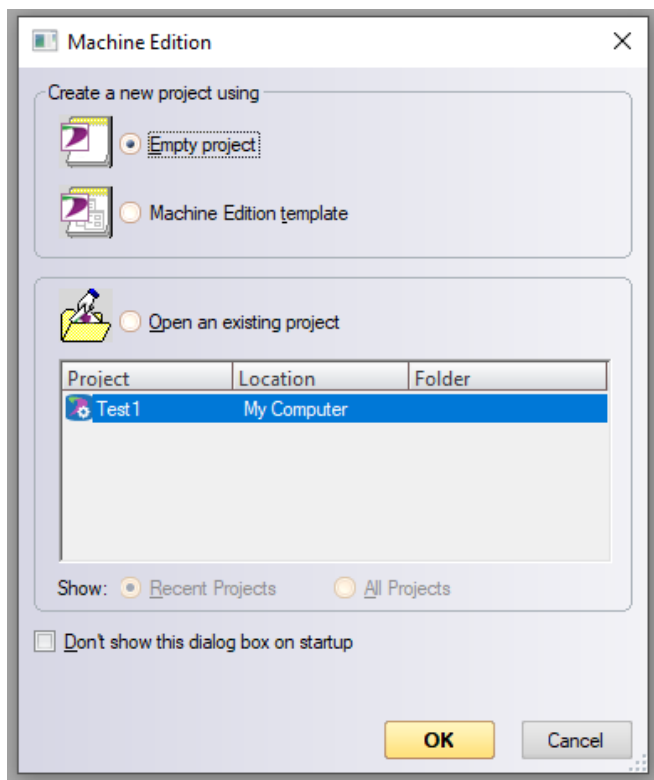 Machine Edition
Create a new project using
Empty project
Machine Edition template
Open an existing project
Project Location Folder
Test1 My Computer
Show: Recent Projects All Projects
Don't show this dialog box on startup
OK Cancel